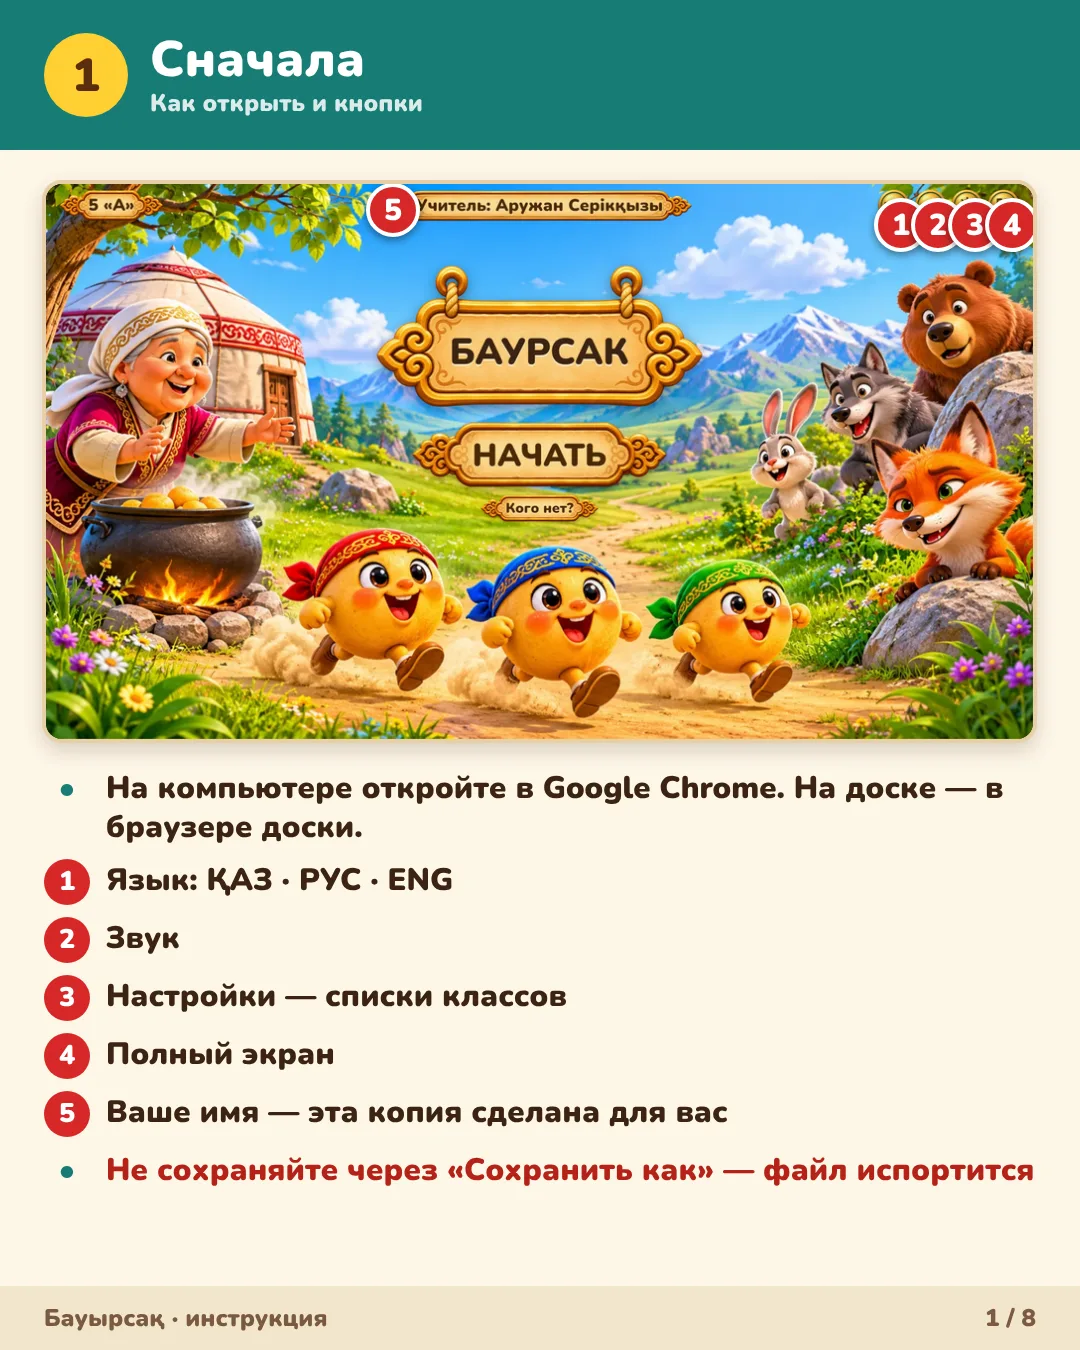 1
Сначала
Как открыть и кнопки
5 «А»
5
Учитель: Аружан Серікқызы
1 2 3 4
БАУРСАК
НАЧАТЬ
Кого нет?
• На компьютере откройте в Google Chrome. На доске — в
браузере доски.
1 Язык: ҚАЗ · РУС · ENG
2 Звук
3 Настройки — списки классов
4 Полный экран
5 Ваше имя — эта копия сделана для вас
• Не сохраняйте через «Сохранить как» — файл испортится
Бауырсақ · инструкция
1 / 8